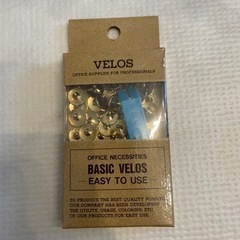 VELOS
OFFICE SUPPLIES FOR PROFESSIONALS
OFFICE NECESSITIES
BASIC VELOS
EASY TO USE
TO PRODUCE THE BEST QUALITY POSSI
OUR COMPANY HAS BEEN DEVELOPING
THE UTILITY, USAGE, COLORING, ETC.
OF OUR PRODUCTS FOR EASY USE.